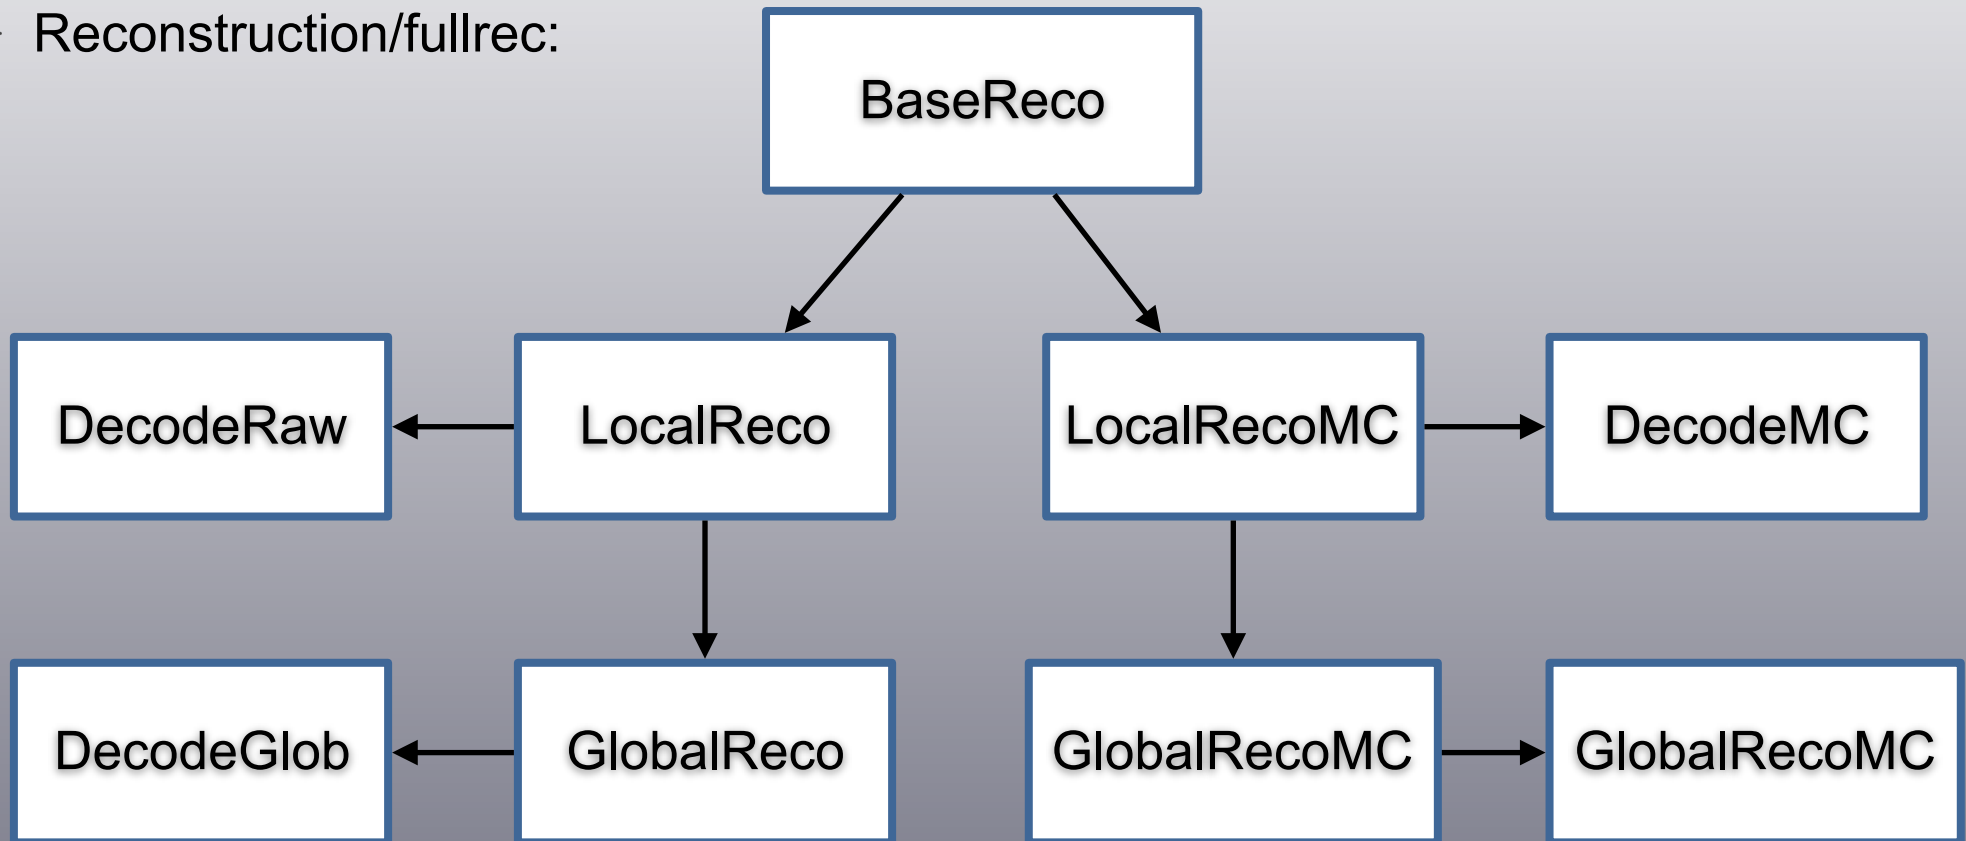 Reconstruction/fullrec:
BaseReco
DecodeRaw
LocalReco
LocalRecoMC
DecodeMC
DecodeGlob
GlobalReco
GlobalRecoMC
GlobalRecoMC